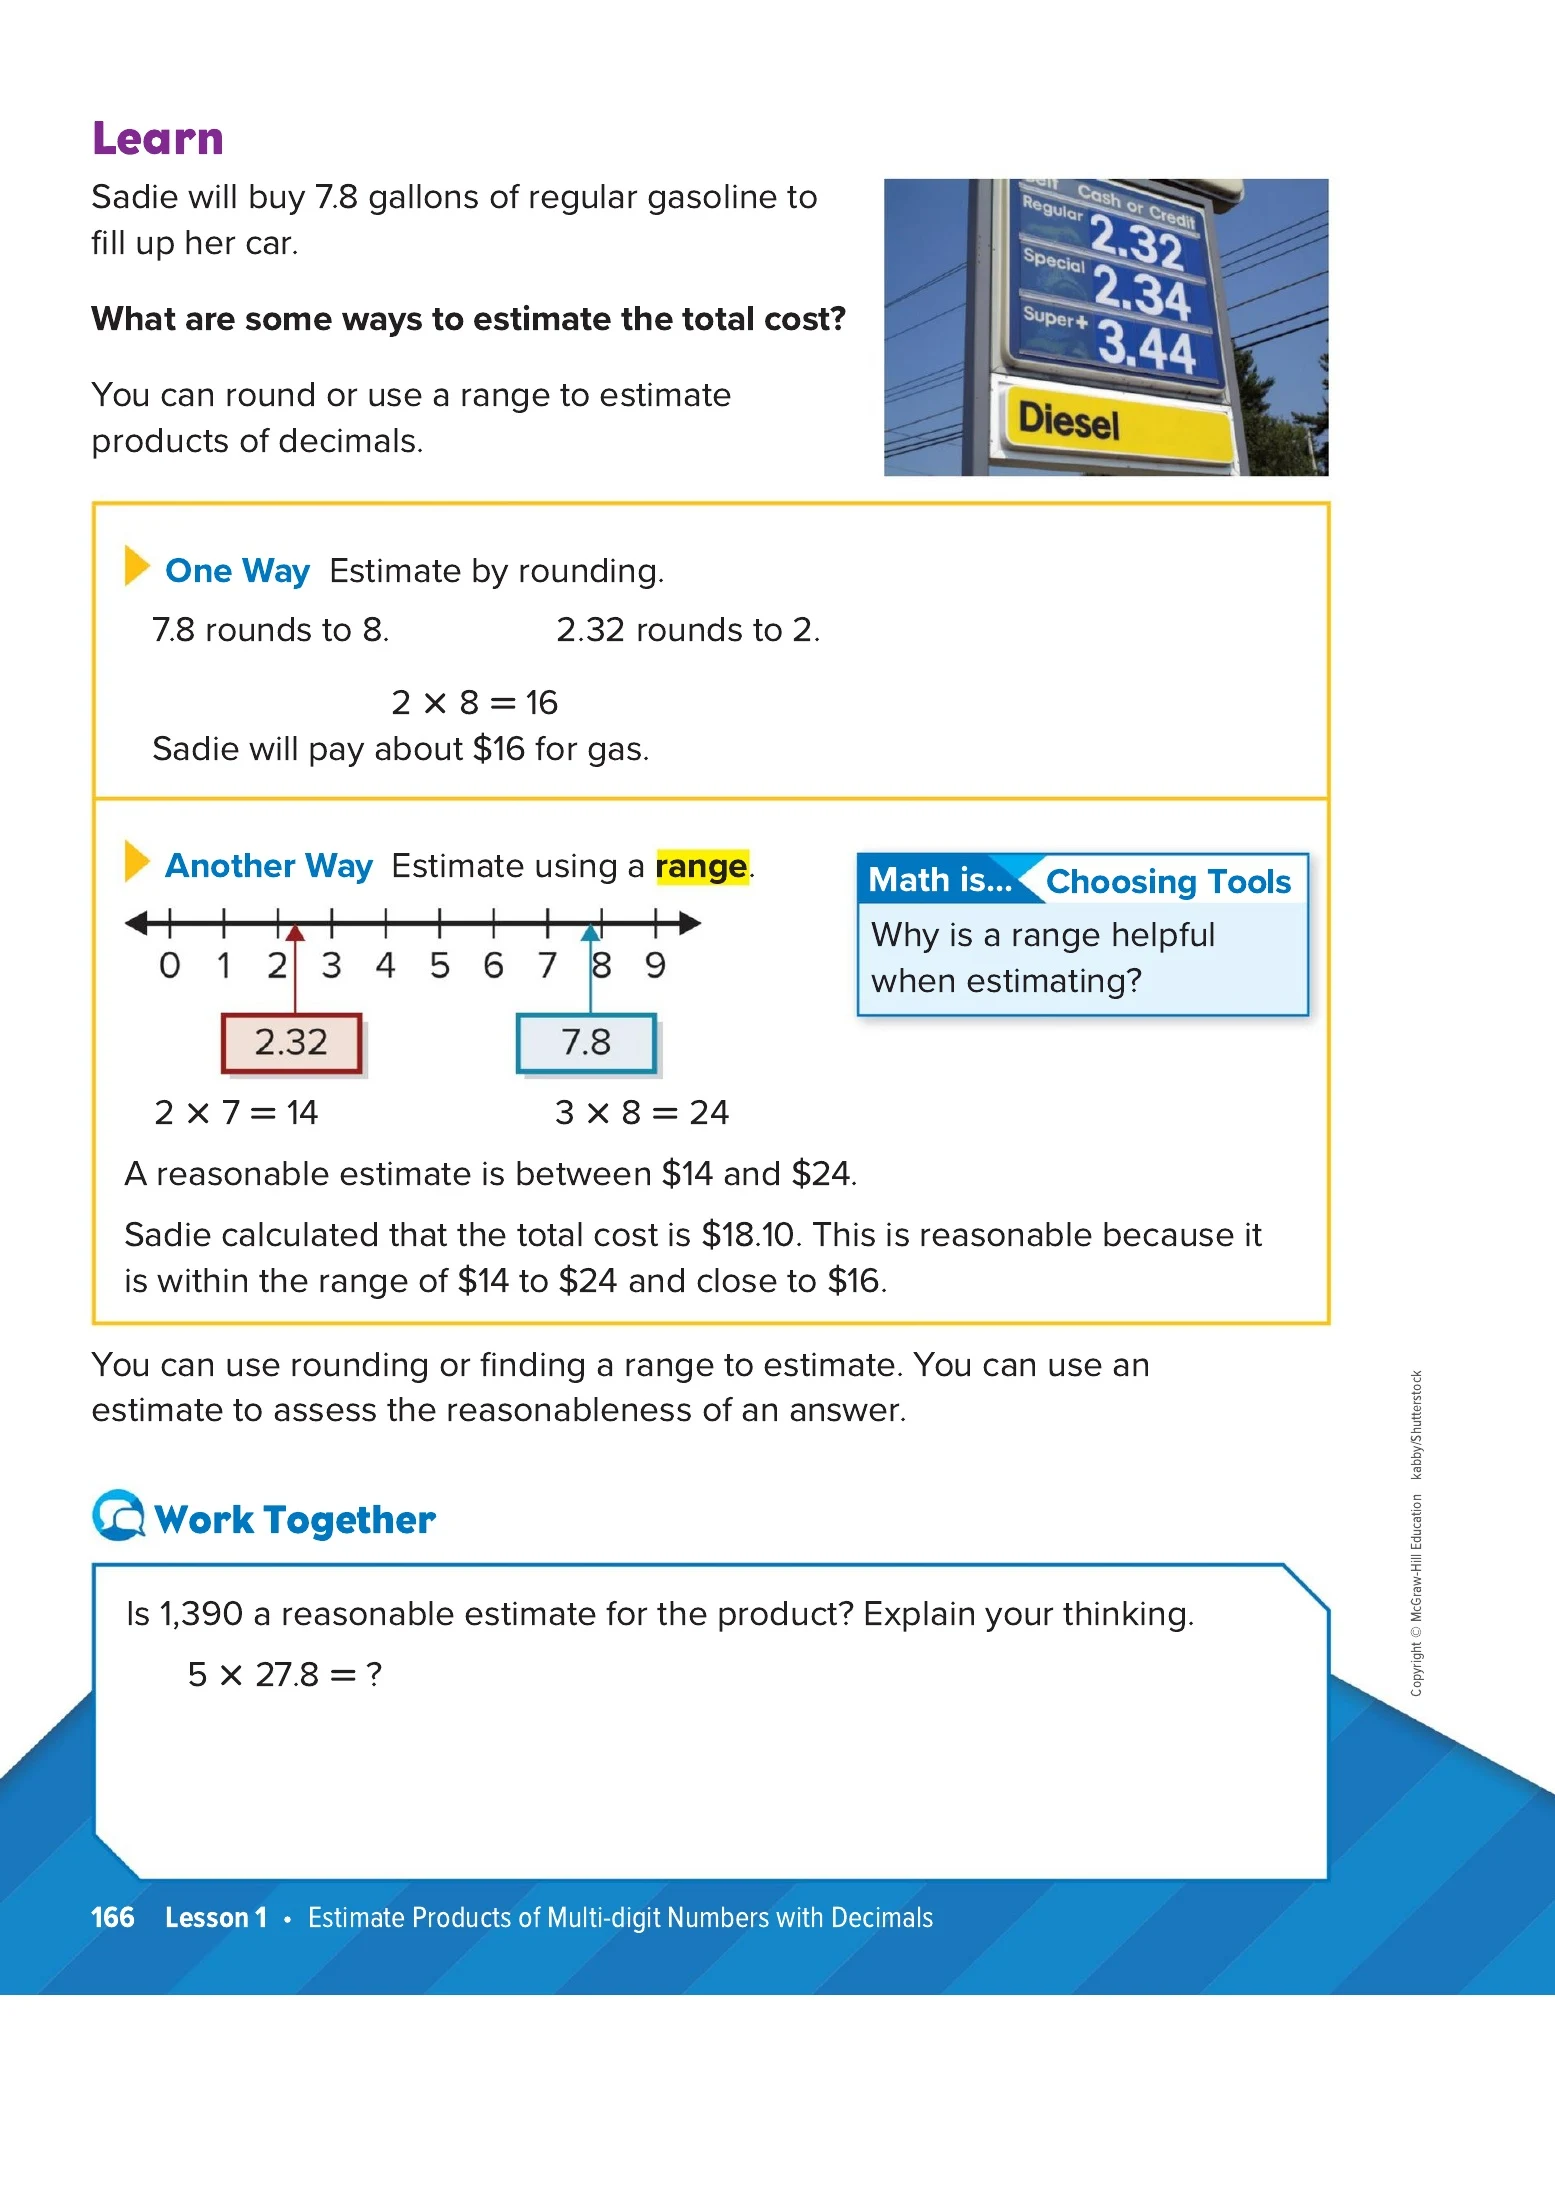 Learn
Sadie will buy 7.8 gallons of regular gasoline to
fill up her car.
What are some ways to estimate the total cost?
You can round or use a range to estimate
products of decimals.
Self Cash or Credit
Regular 2.32
Special 2.34
Super+ 3.44
Diesel
One Way Estimate by rounding.
7.8 rounds to 8. 2.32 rounds to 2.
2 × 8 = 16
Sadie will pay about $16 for gas.
Another Way Estimate using a range.
0 1 2 3 4 5 6 7 8 9
2.32 7.8
2 × 7 = 14 3 × 8 = 24
Math is... Choosing Tools
Why is a range helpful
when estimating?
A reasonable estimate is between $14 and $24.
Sadie calculated that the total cost is $18.10. This is reasonable because it
is within the range of $14 to $24 and close to $16.
You can use rounding or finding a range to estimate. You can use an
estimate to assess the reasonableness of an answer.
Work Together
Is 1,390 a reasonable estimate for the product? Explain your thinking.
5 × 27.8 = ?
166 Lesson 1 • Estimate Products of Multi-digit Numbers with Decimals
Copyright © McGraw-Hill Education kabby/Shutterstock